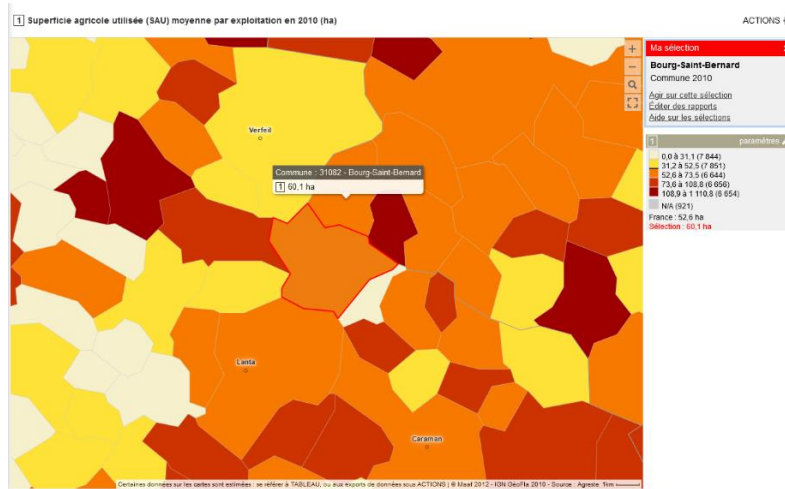 1 Superficie agricole utilisée (SAU) moyenne par exploitation en 2010 (ha)
ACTIONS
Ma sélection
Bourg-Saint-Bernard
Commune 2010
Agir sur cette sélection
Éditer des rapports
Aide sur les sélections
1 paramètres
0,0 à 31,1 (7 844)
31,2 à 52,5 (7 851)
52,6 à 73,5 (6 644)
73,6 à 108,8 (6 656)
108,9 à 1 110,8 (6 654)
N/A (921)
France : 52,6 ha
Sélection : 60,1 ha
Verfeil
Commune : 31082 - Bourg-Saint-Bernard
1 60,1 ha
Lanta
Caraman
Certaines données sur les cartes sont estimées : se référer à TABLEAU, ou aux exports de données sous ACTIONS | © Maaf 2012 - IGN GéoFla 2010 - Source : Agreste 1km